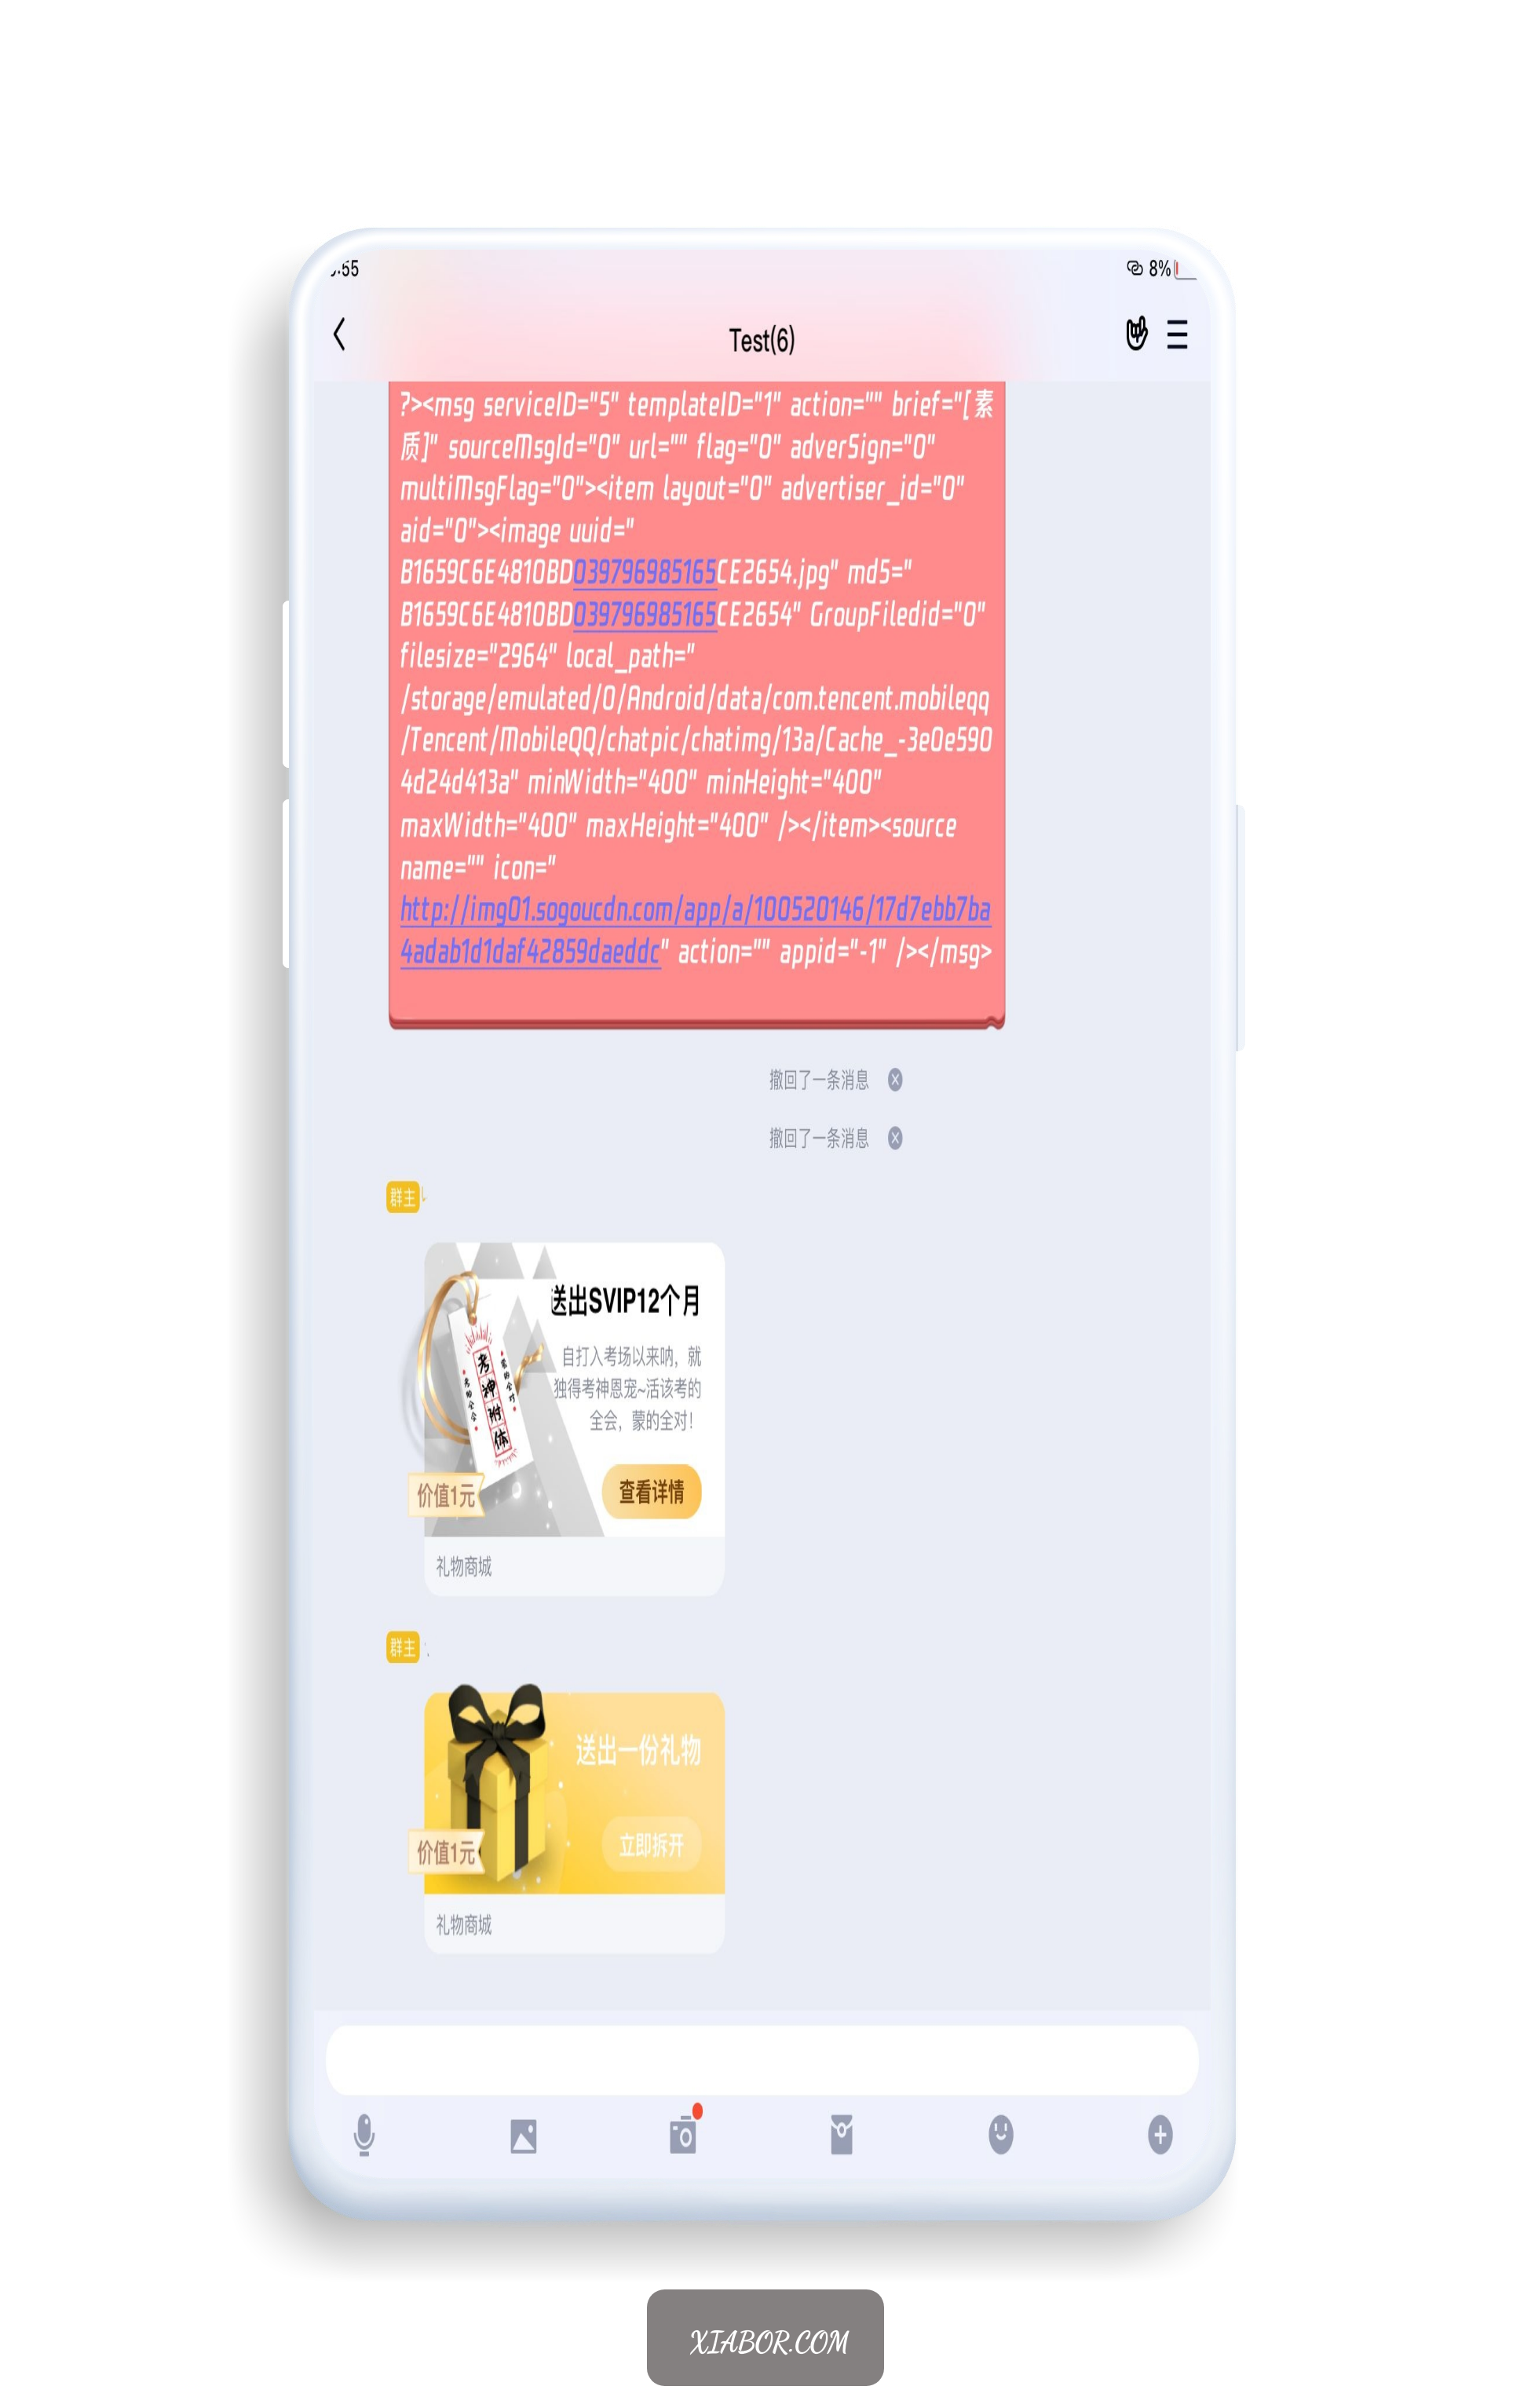 :55
8%
Test(6)
?><msg serviceID="5" templateID="1" action="" brief="[素
质]" sourceMsgId="0" url="" flag="0" adverSign="0"
multiMsgFlag="0"><item layout="0" advertiser_id="0"
aid="0"><image uuid="
B1659C6E4810BD039796985165CE2654.jpg" md5="
B1659C6E4810BD039796985165CE2654" GroupFiledid="0"
filesize="2964" local_path="
/storage/emulated/0/Android/data/com.tencent.mobileqq
/Tencent/MobileQQ/chatpic/chatimg/13a/Cache_-3e0e590
4d24d413a" minWidth="400" minHeight="400"
maxWidth="400" maxHeight="400" /></item><source
name="" icon="
http://img01.sogoucdn.com/app/a/100520146/17d7ebb7ba
4adab1d1daf42859daeddc" action="" appid="-1" /></msg>
撤回了一条消息
撤回了一条消息
群主
送出SVIP12个月
自打入考场以来呐，就
独得考神恩宠~活该考的
全会，蒙的全对！
考神附体
价值1元
查看详情
礼物商城
群主
送出一份礼物
立即拆开
价值1元
礼物商城
XIABOR.COM